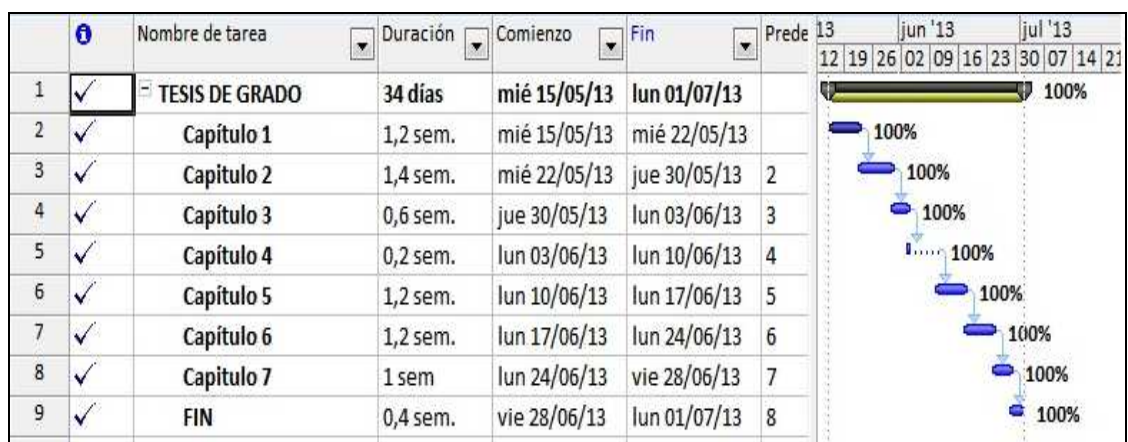 Nombre de tarea Duración Comienzo Fin Prede 13 jun '13 jul '13
12 19 26 02 09 16 23 30 07 14 21
1 TESIS DE GRADO 34 días mié 15/05/13 lun 01/07/13 100%
2 Capítulo 1 1,2 sem. mié 15/05/13 mié 22/05/13 100%
3 Capitulo 2 1,4 sem. mié 22/05/13 jue 30/05/13 2 100%
4 Capítulo 3 0,6 sem. jue 30/05/13 lun 03/06/13 3 100%
5 Capítulo 4 0,2 sem. lun 03/06/13 lun 10/06/13 4 100%
6 Capítulo 5 1,2 sem. lun 10/06/13 lun 17/06/13 5 100%
7 Capítulo 6 1,2 sem. lun 17/06/13 lun 24/06/13 6 100%
8 Capitulo 7 1 sem lun 24/06/13 vie 28/06/13 7 100%
9 FIN 0,4 sem. vie 28/06/13 lun 01/07/13 8 100%